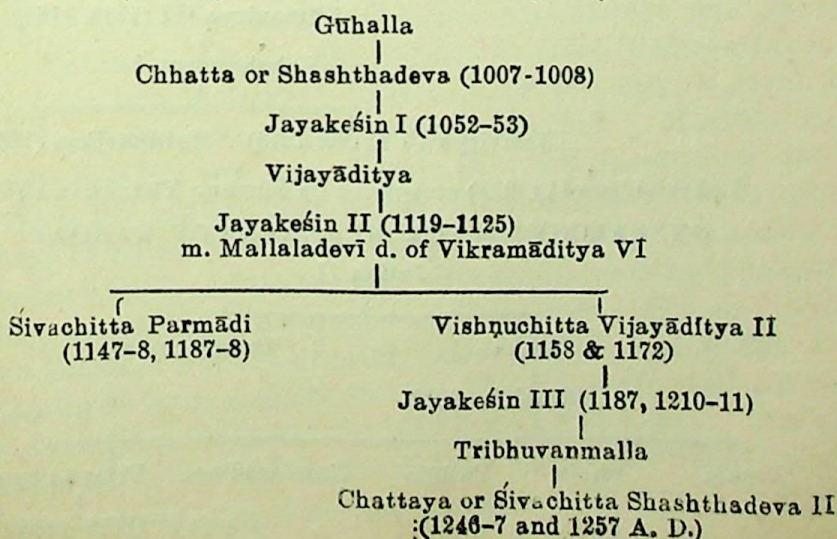 Gūhalla
Chhatta or Shashthadeva (1007-1008)
Jayakeśin I (1052–53)
Vijayāditya
Jayakeśin II (1119–1125)
m. Mallaladevī d. of Vikramāditya VI
Śivachitta Parmādi
Vishṇuchitta Vijayādītya II
(1147–8, 1187–8)
(1158 & 1172)
Jayakeśin III (1187, 1210–11)
Tribhuvanmalla
Chattaya or Śivachitta Shashthadeva II
:(1246–7 and 1257 A. D.)